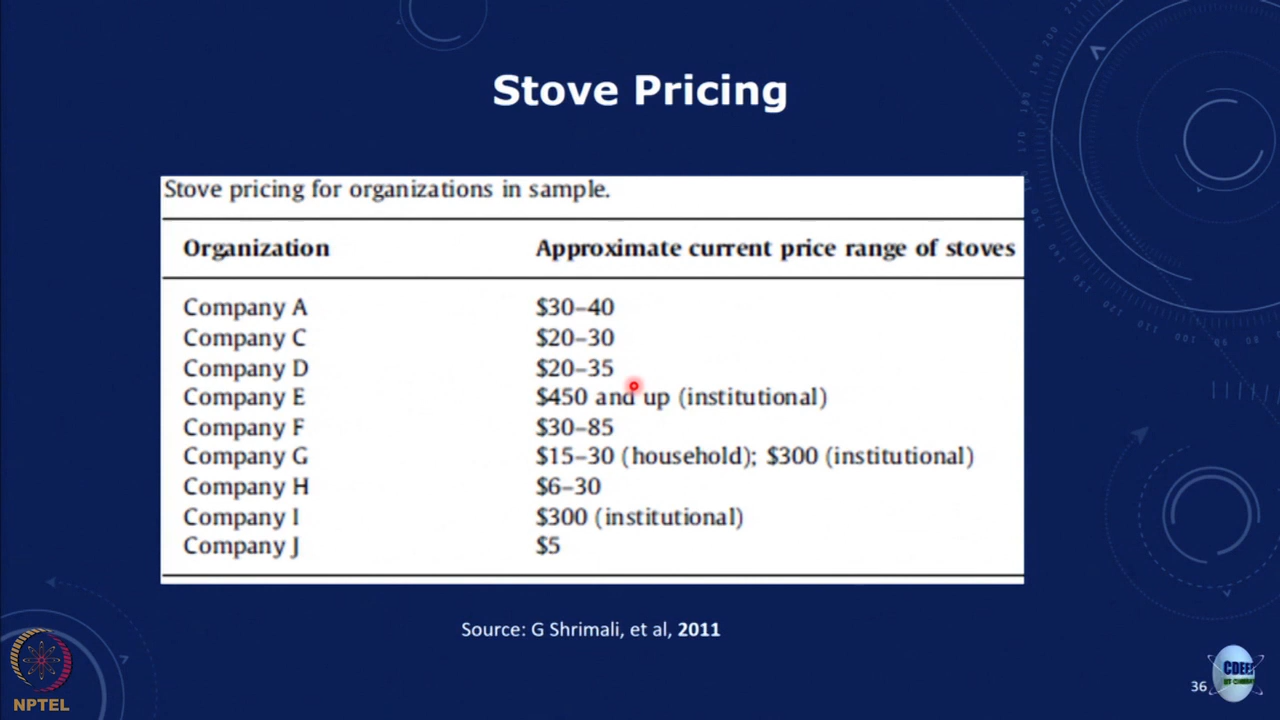 Stove Pricing
Stove pricing for organizations in sample.
Organization Approximate current price range of stoves
Company A $30–40
Company C $20–30
Company D $20–35
Company E $450 and up (institutional)
Company F $30–85
Company G $15–30 (household); $300 (institutional)
Company H $6–30
Company I $300 (institutional)
Company J $5
Source: G Shrimali, et al, 2011
NPTEL
36
CDEEP